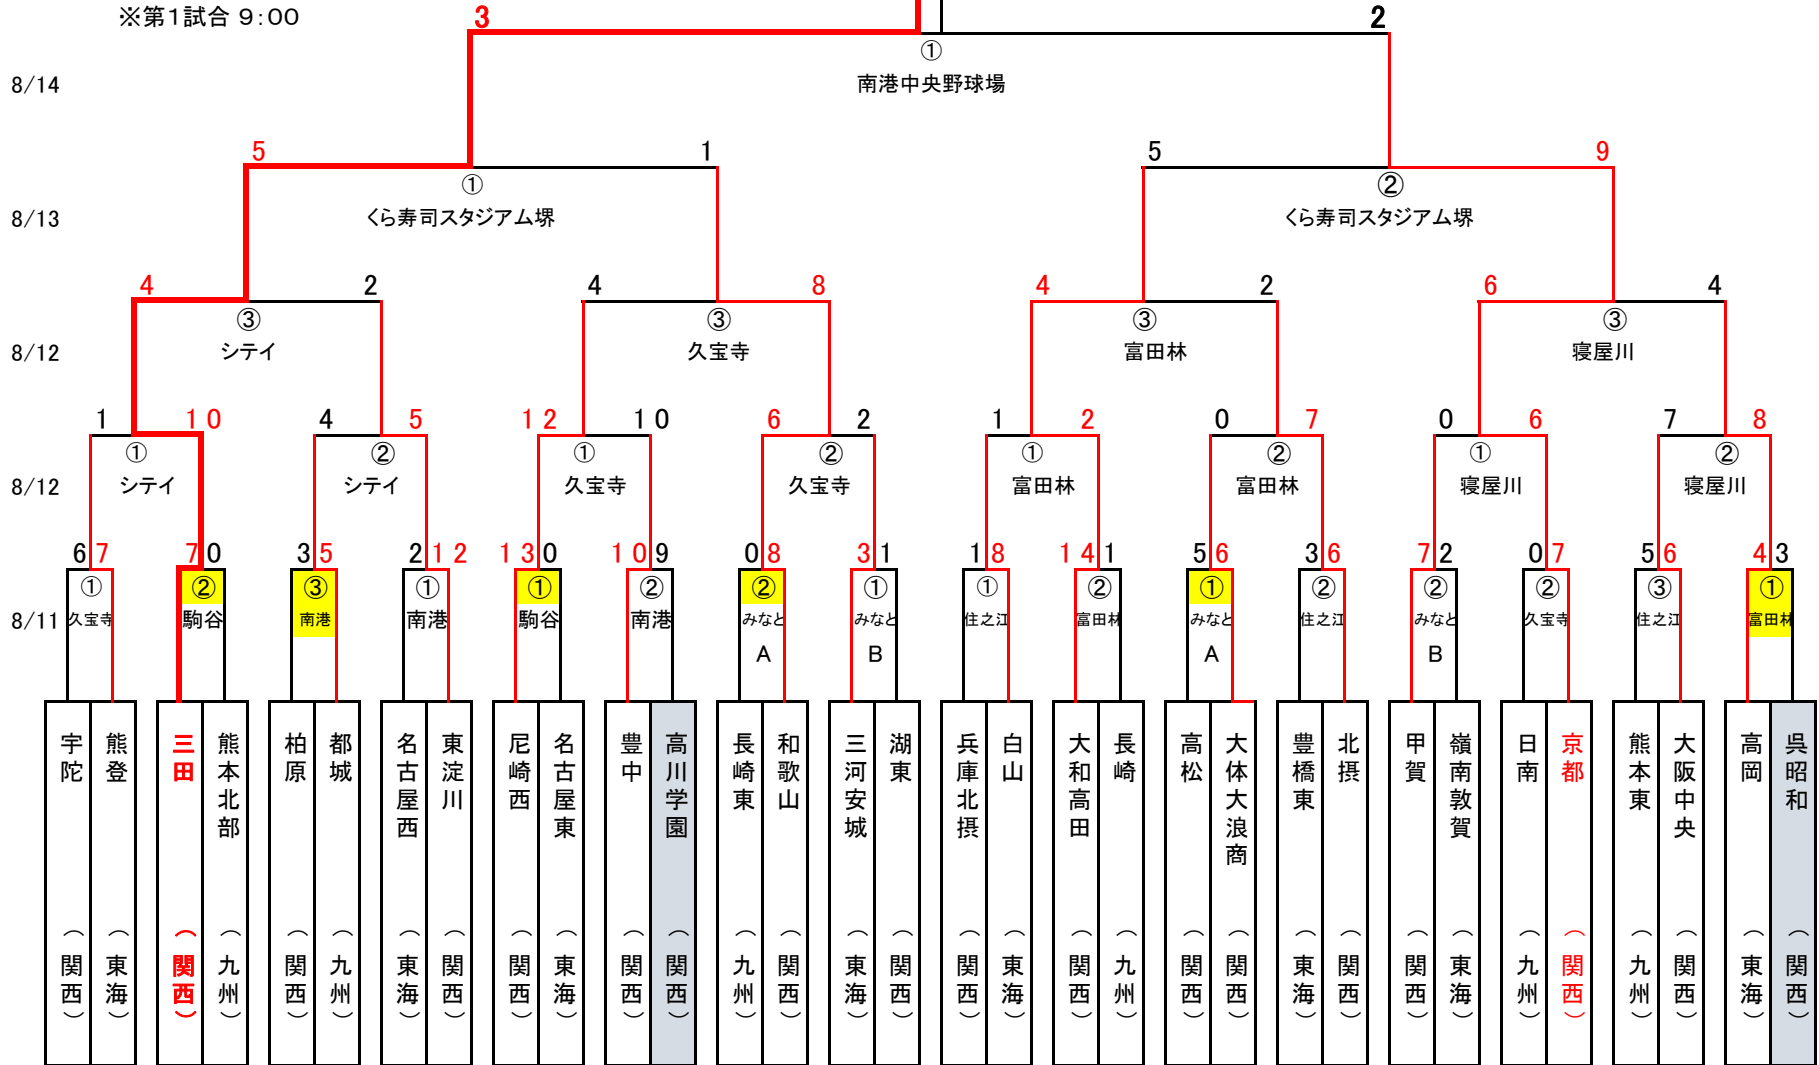 ※第1試合 9:00
3 2
①
8/14 南港中央野球場
5 1 5 9
① ②
8/13 くら寿司スタジアム堺 くら寿司スタジアム堺
4 2 4 8 4 2 6 4
③ ③ ③ ③
8/12 シテイ 久宝寺 富田林 寝屋川
1 10 4 5 12 10 6 2 1 2 0 7 0 6 7 8
① ② ① ② ① ② ① ②
8/12 シテイ シテイ 久宝寺 久宝寺 富田林 富田林 寝屋川 寝屋川
6 7 7 0 3 5 2 12 13 0 10 9 0 8 3 1 1 8 14 1 5 6 3 6 7 2 0 7 5 6 4 3
① ② ③ ① ① ② ② ① ① ② ① ② ② ② ③ ①
8/11 久宝寺 駒谷 南港 南港 駒谷 南港 みなと みなと 住之江 富田林 みなと 住之江 みなと 久宝寺 住之江 富田林
A B A B
宇陀（関西）
熊登（東海）
三田（関西）
熊本北部（九州）
柏原（関西）
都城（九州）
名古屋西（東海）
東淀川（関西）
尼崎西（関西）
名古屋東（東海）
豊中（関西）
高川学園（関西）
長崎東（九州）
和歌山（関西）
三河安城（東海）
湖東（関西）
兵庫北摂（関西）
白山（東海）
大和高田（関西）
長崎（九州）
高松（関西）
大体大浪商（関西）
豊橋東（東海）
北摂（関西）
甲賀（関西）
嶺南敦賀（東海）
日南（九州）
京都（関西）
熊本東（九州）
大阪中央（関西）
高岡（東海）
呉昭和（関西）